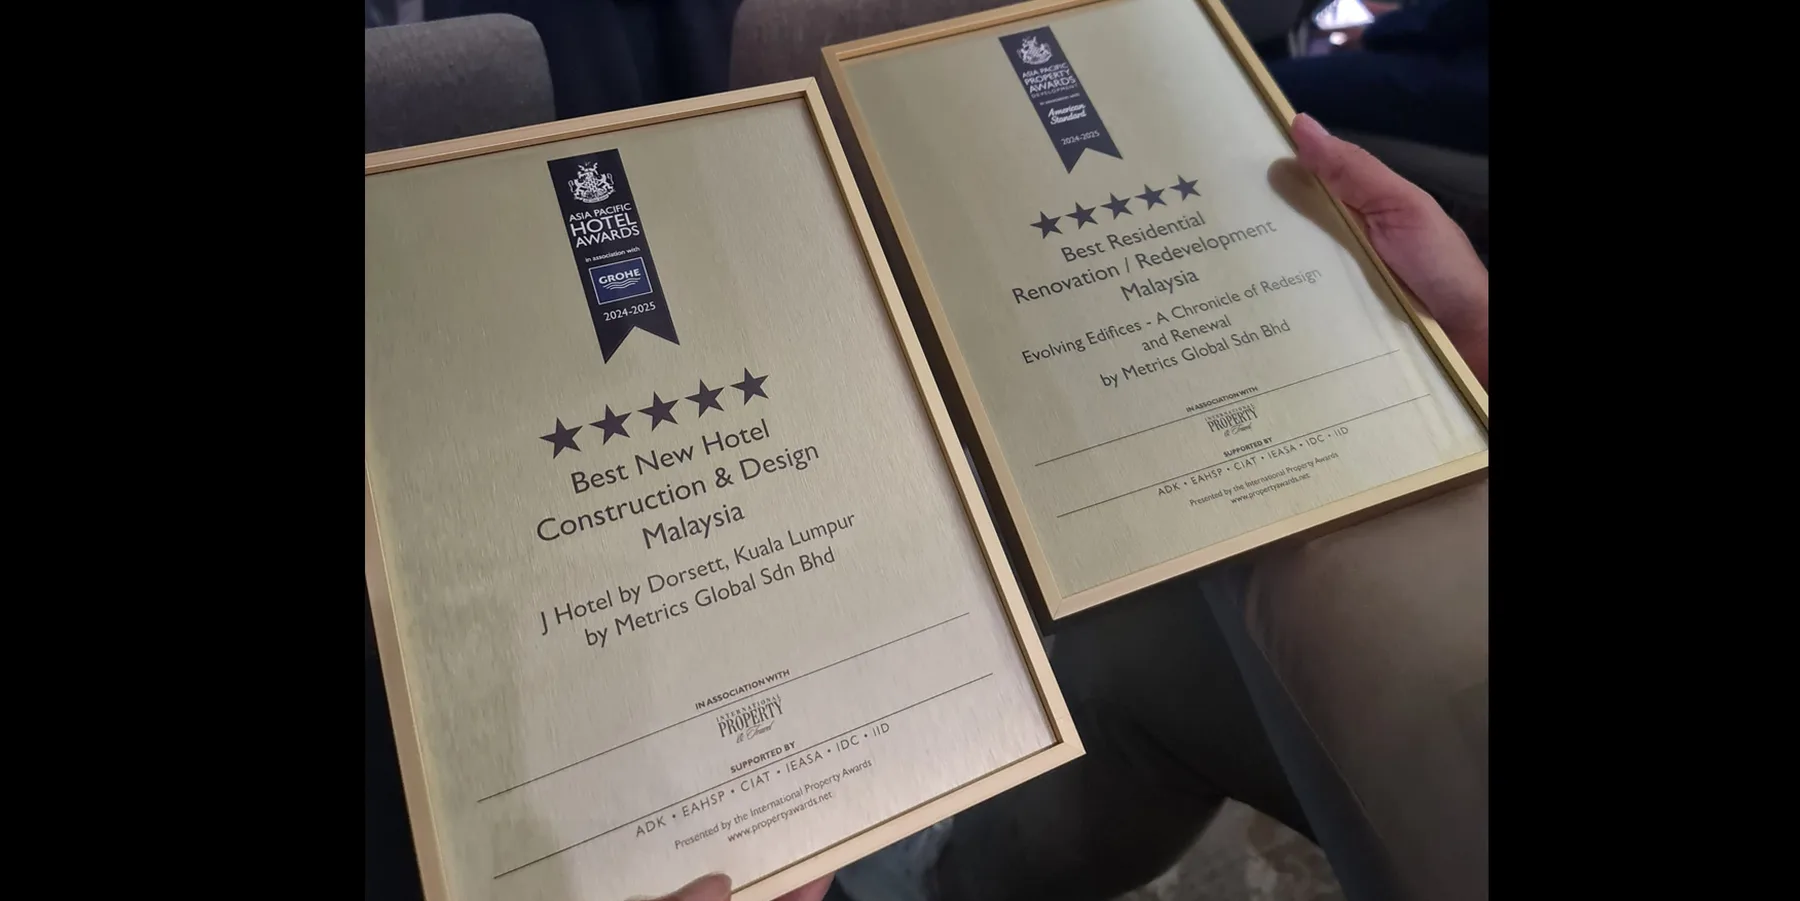 ASIA PACIFIC
HOTEL
AWARDS
in association with
GROHE
2024-2025
Best New Hotel
Construction & Design
Malaysia
J Hotel by Dorsett, Kuala Lumpur
by Metrics Global Sdn Bhd
IN ASSOCIATION WITH
INTERNATIONAL
PROPERTY
& Travel
SUPPORTED BY
ADK • EAHSP • CIAT • IEASA • IDC • IID
Presented by the International Property Awards
www.propertyawards.net
ASIA PACIFIC
PROPERTY
AWARDS
DEVELOPMENT
in association with
American
Standard
2024-2025
Best Residential
Renovation / Redevelopment
Malaysia
Evolving Edifices - A Chronicle of Redesign
and Renewal
by Metrics Global Sdn Bhd
IN ASSOCIATION WITH
INTERNATIONAL
PROPERTY
& Travel
SUPPORTED BY
ADK • EAHSP • CIAT • IEASA • IDC • IID
Presented by the International Property Awards
www.propertyawards.net